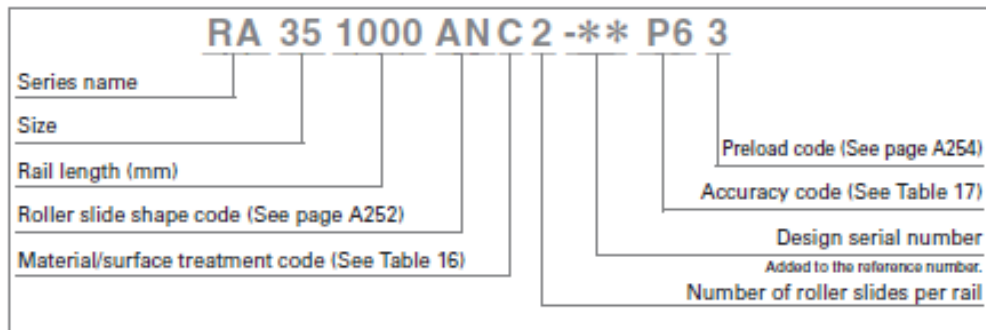 RA 35 1000 AN C 2 -** P6 3
Series name
Size
Rail length (mm)
Roller slide shape code (See page A252)
Material/surface treatment code (See Table 16)
Preload code (See page A254)
Accuracy code (See Table 17)
Design serial number
Added to the reference number.
Number of roller slides per rail